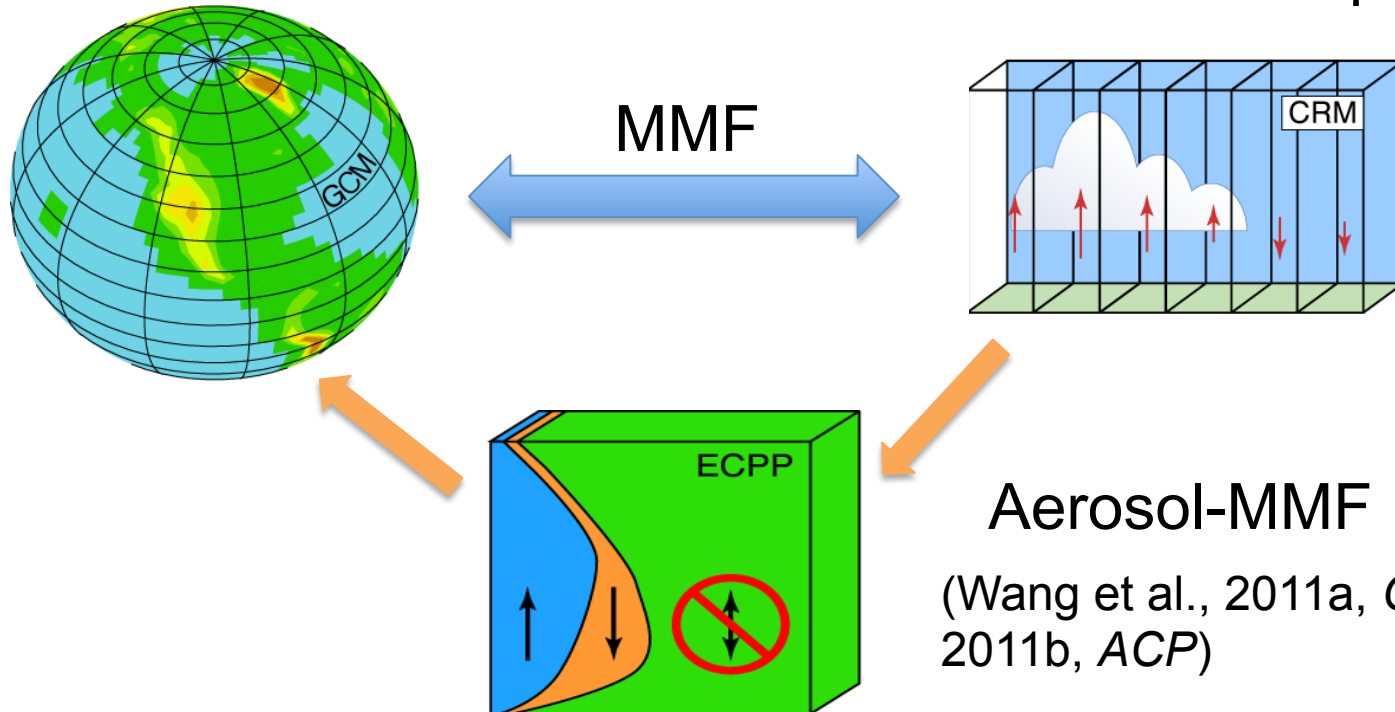 MMF
GCM
CRM
ECPP
Aerosol-MMF
(Wang et al., 2011a,
2011b, ACP)